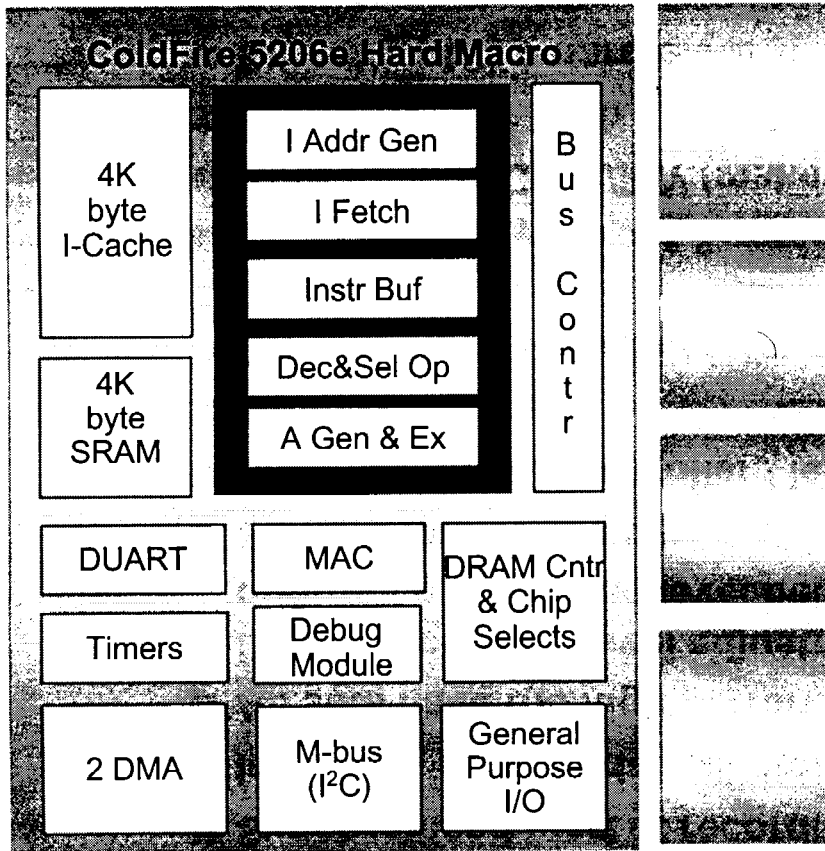 ColdFire 5206e Hard Macro
4K
byte
I-Cache
I Addr Gen
I Fetch
Instr Buf
Dec&Sel Op
A Gen & Ex
B
u
s
C
o
n
t
r
4K
byte
SRAM
DUART
MAC
DRAM Cntr
& Chip
Selects
Timers
Debug
Module
2 DMA
M-bus
(I²C)
General
Purpose
I/O